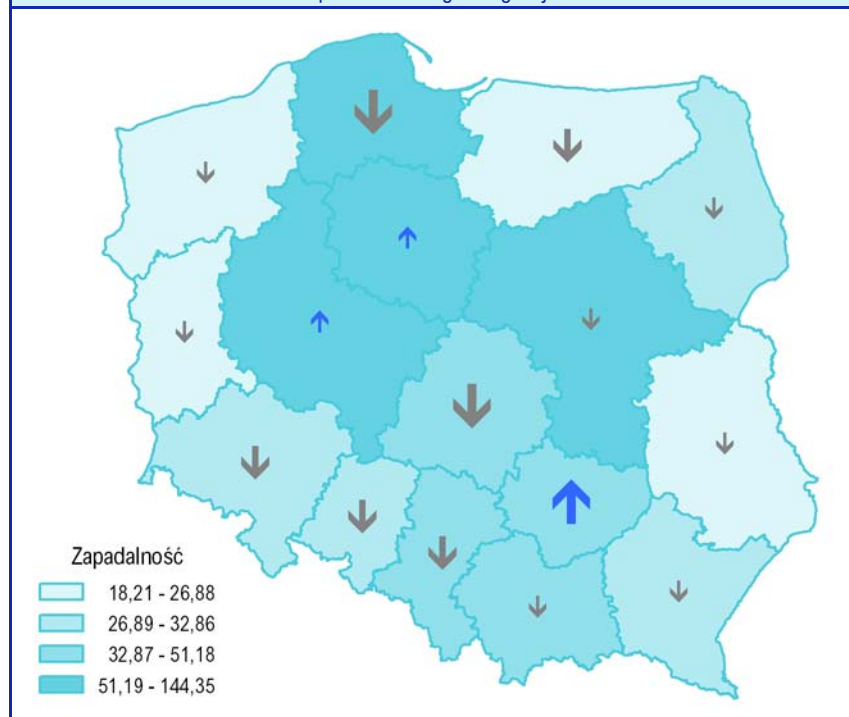 Zapadalność
18,21 - 26,88
26,89 - 32,86
32,87 - 51,18
51,19 - 144,35